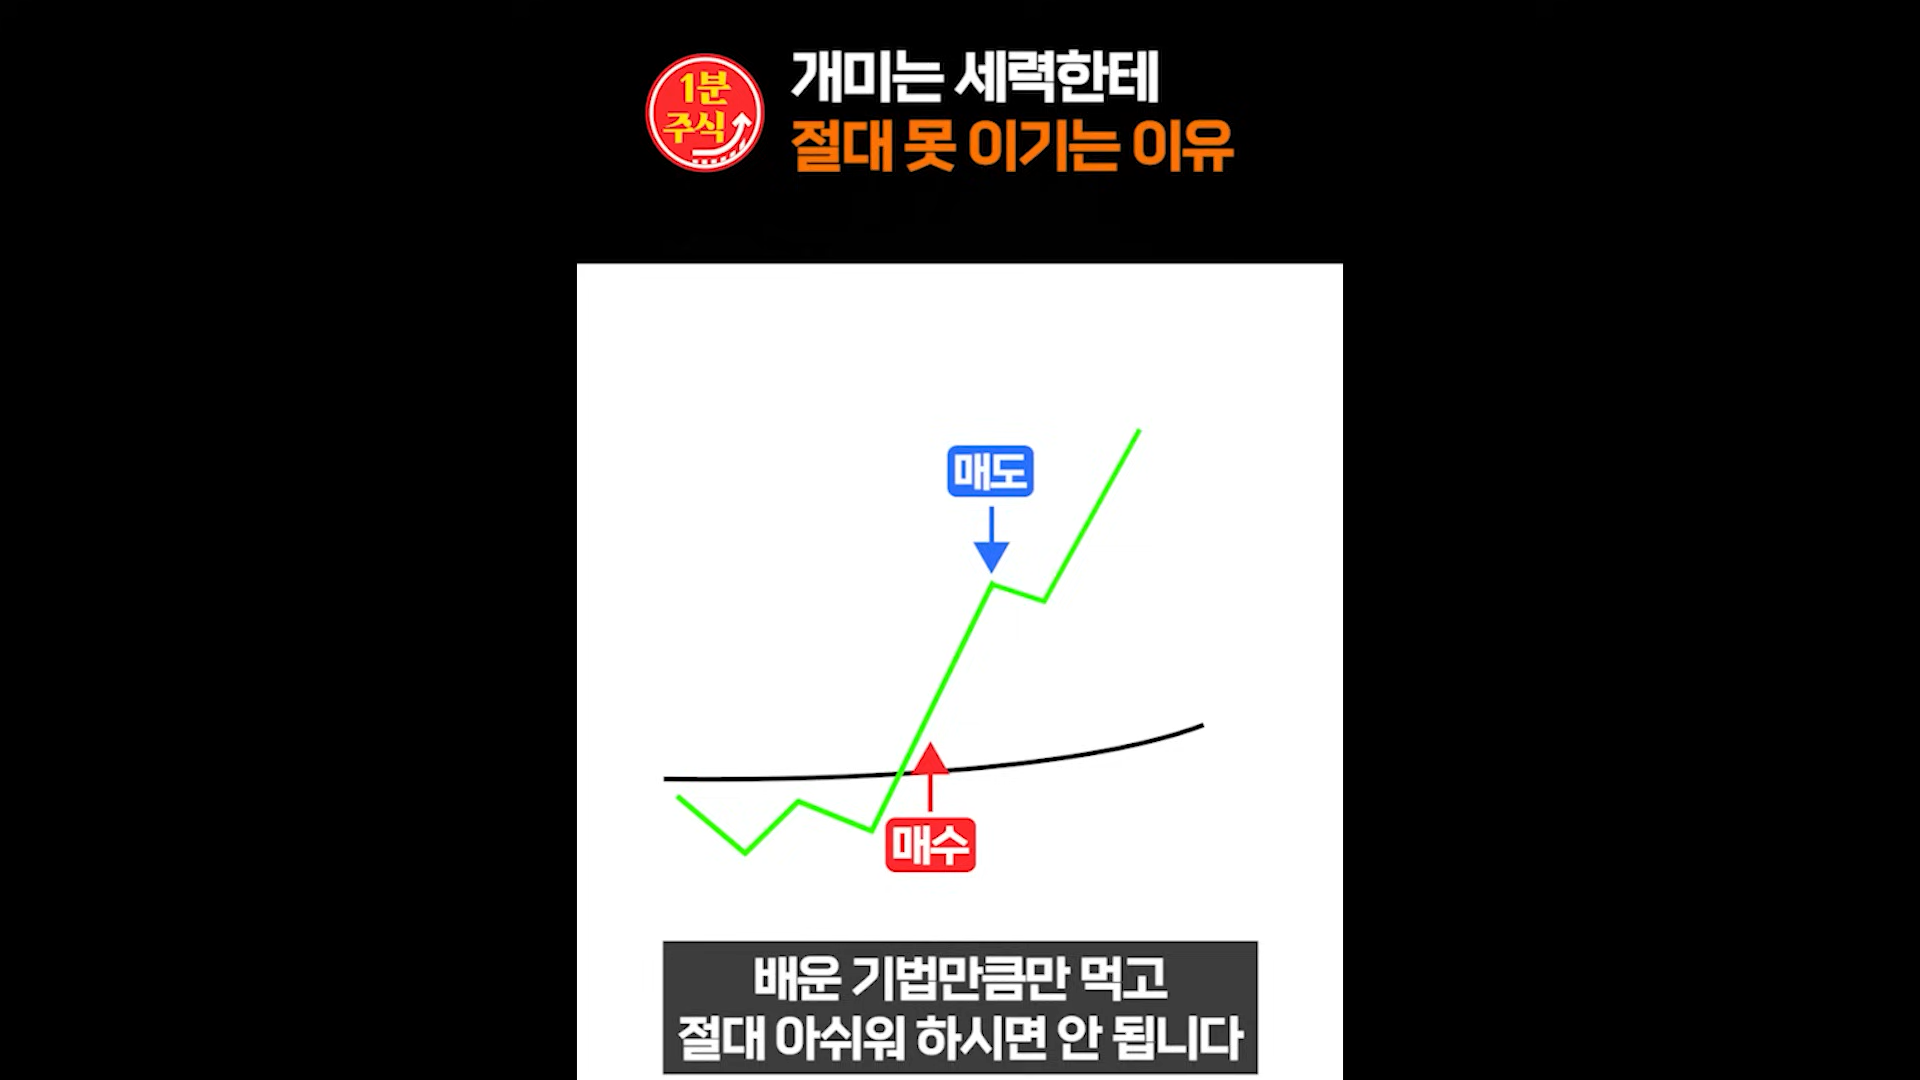 1분
주식
개미는 세력한테
절대 못 이기는 이유
매도
매수
배운 기법만큼만 먹고
절대 아쉬워 하시면 안 됩니다